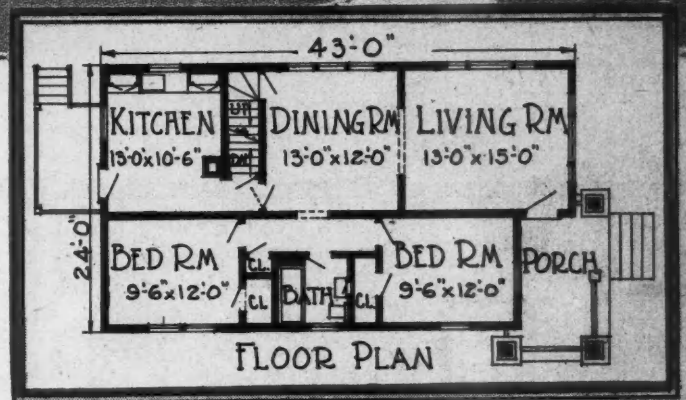 43'-0"
KITCHEN
13'-0"x10'-6"
UP
DN
DINING RM
13'-0"x12'-0"
LIVING RM
13'-0"x15'-0"
24'-0"
BED RM
9'-6"x12'-0"
CL.
CL
BATH
CL.
BED RM
9'-6"x12'-0"
PORCH
FLOOR PLAN